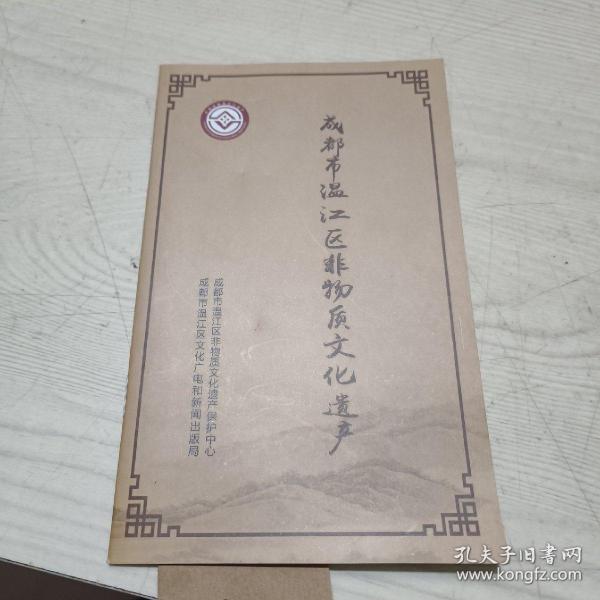 成都市温江区非物质文化遗产
成都市温江区非物质文化遗产保护中心
成都市温江区文化广电和新闻出版局
孔夫子旧书网
www.kongfz.com